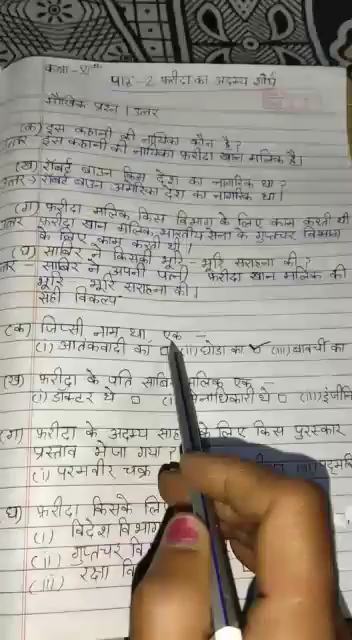 कक्षा-
पाठ-2 फरीदा का अदम्य शौर्य
मौखिक प्रश्न । उत्तर
(क) इस कहानी की नायिका कौन है?
उत्तर इस कहानी की नायिका फरीदा खान मलिक है।
(ख) रॉबर्ट ब्राउन किस देश का नागरिक था?
उत्तर > रॉबर्ट ब्राउन अमेरिका देश का नागरिक था।
(ग) फरीदा मलिक किस विभाग के लिए काम करती थी
उत्तर फरीदा खान मलिक भारतीय सेना के गुप्तचर विभाग
के लिए काम करती थी।
(घ) साबिर ने किसकी भूरि-भूरि सराहना की?
उत्तर - साबिर ने अपनी पत्नी फरीदा खान मलिक की
भूरि भूरि सराहना की।
सही विकल्प
(क) जिप्सी नाम था, एक —
(i) आतंकवादी का □ (ii) घोडा का ✓ (iii) बावर्ची का
(ख) फरीदा के पति साबिर मलिक एक -
(i) डॉक्टर थे □ सेनाधिकारी थे □ (iii)
(ग) फरीदा के अदम्य के लिए किस पुरस्कार
प्रस्ताव भेजा गया
(i) परमवीर चक्र
(घ) फरीदा किसके
(i) विदेश विभाग
(ii) गुप्तचर
(iii) रक्षा